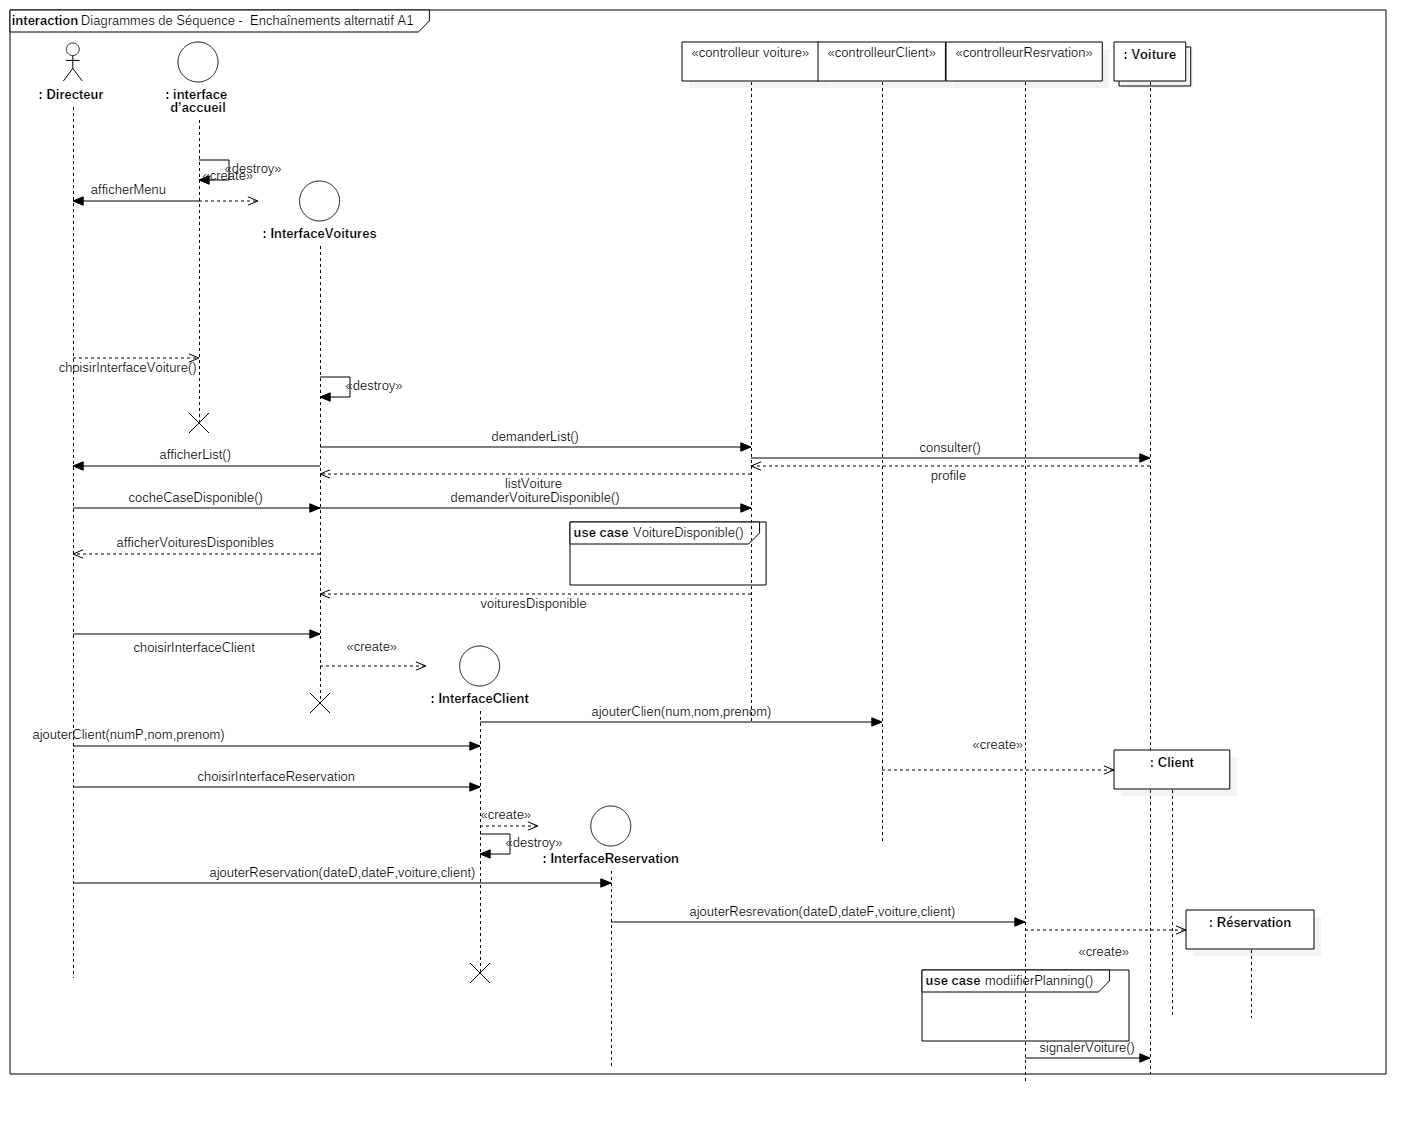 interaction Diagrammes de Séquence - Enchaînements alternatif A1
«controlleur voiture»
«controlleurClient»
«controlleurResrvation»
: Voiture
: Directeur
: interface
d'accueil
«destroy»
«create»
afficherMenu
: InterfaceVoitures
choisirInterfaceVoiture()
«destroy»
demanderList()
consulter()
afficherList()
profile
listVoiture
cocheCaseDisponible()
demanderVoitureDisponible()
use case VoitureDisponible()
afficherVoituresDisponibles
voituresDisponible
choisirInterfaceClient
«create»
: InterfaceClient
ajouterClien(num,nom,prenom)
ajouterClient(numP,nom,prenom)
«create»
: Client
choisirInterfaceReservation
«create»
«destroy»
: InterfaceReservation
ajouterReservation(dateD,dateF,voiture,client)
ajouterResrevation(dateD,dateF,voiture,client)
: Réservation
«create»
use case modiifierPlanning()
signalerVoiture()